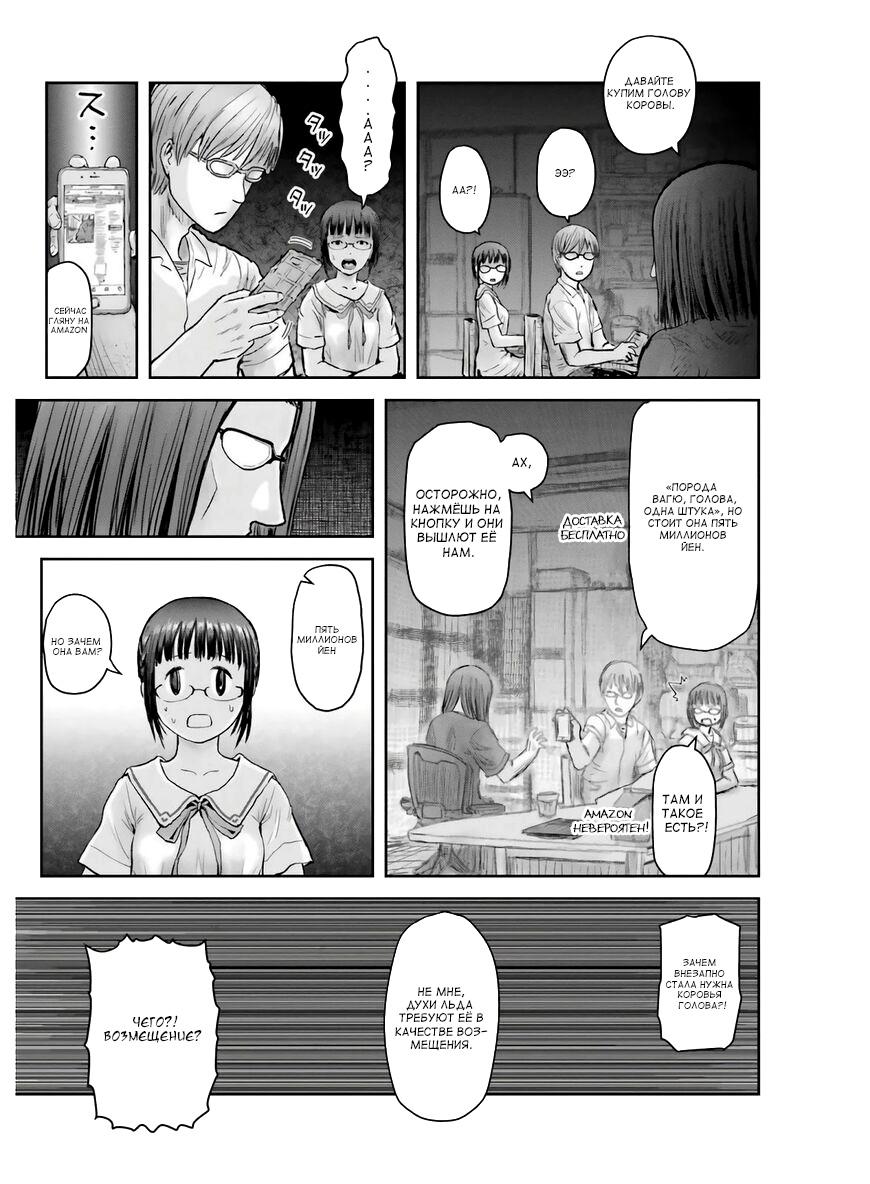 ДАВАЙТЕ
КУПИМ ГОЛОВУ
КОРОВЫ.
ЭЭ?
АА?!
. . . . ААА?
タッ
タッ
タッ
ス…
СЕЙЧАС
ГЛЯНУ НА
AMAZON
«ПОРОДА
ВАГЮ, ГОЛОВА,
ОДНА ШТУКА», НО
СТОИТ ОНА ПЯТЬ
МИЛЛИОНОВ
ЙЕН.
ДОСТАВКА
БЕСПЛАТНО
АХ,
ОСТОРОЖНО,
НАЖМЁШЬ НА
КНОПКУ И ОНИ
ВЫШЛЮТ ЕЁ
НАМ.
ТАМ И
ТАКОЕ
ЕСТЬ?!
AMAZON
НЕВЕРОЯТЕН!
ПЯТЬ
МИЛЛИОНОВ
ЙЕН
НО ЗАЧЕМ
ОНА ВАМ?
ЗАЧЕМ
ВНЕЗАПНО
СТАЛА НУЖНА
КОРОВЬЯ
ГОЛОВА?!
НЕ МНЕ,
ДУХИ ЛЬДА
ТРЕБУЮТ ЕЁ В
КАЧЕСТВЕ ВОЗ-
МЕЩЕНИЯ.
ЧЕГО?!
ВОЗМЕЩЕНИЕ?